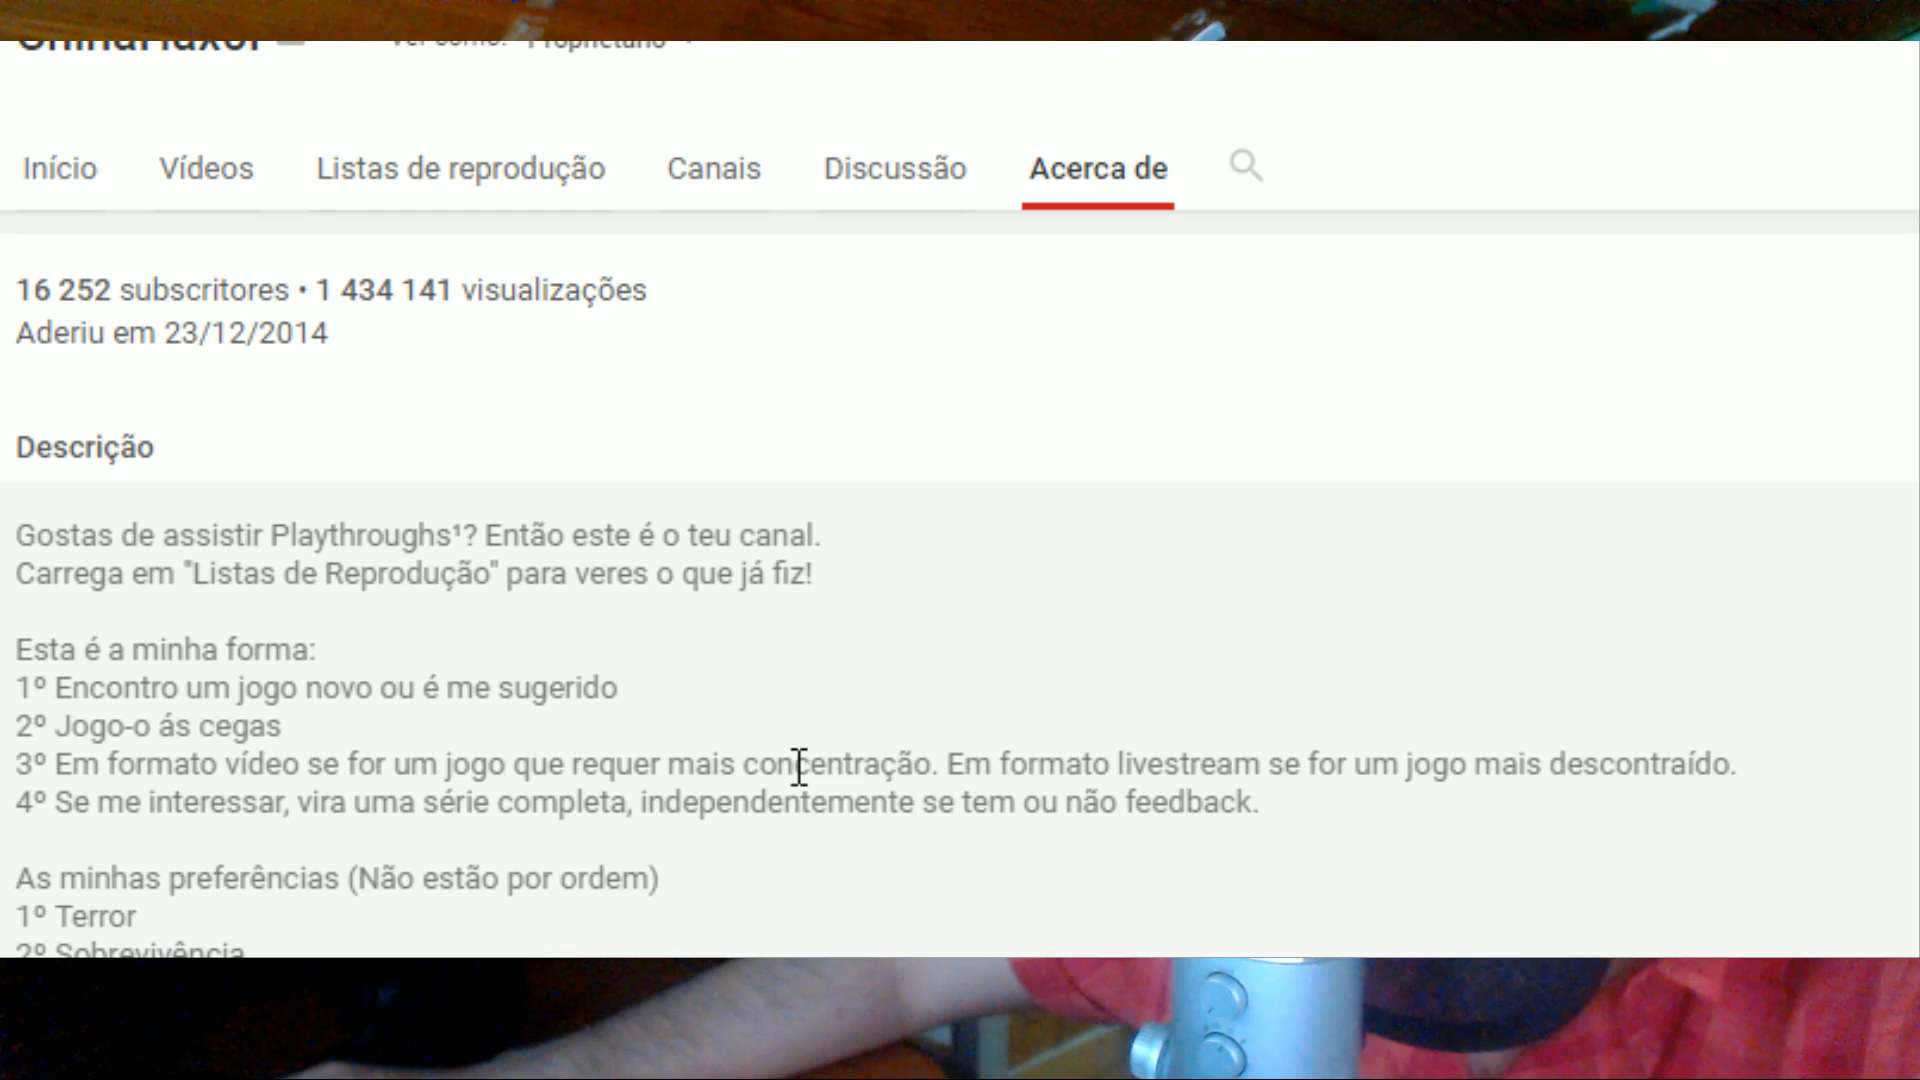 Ver como: Proprietário
Início Vídeos Listas de reprodução Canais Discussão Acerca de
16 252 subscritores • 1 434 141 visualizações
Aderiu em 23/12/2014
Descrição
Gostas de assistir Playthroughs¹? Então este é o teu canal.
Carrega em "Listas de Reprodução" para veres o que já fiz!
Esta é a minha forma:
1º Encontro um jogo novo ou é me sugerido
2º Jogo-o ás cegas
3º Em formato vídeo se for um jogo que requer mais concentração. Em formato livestream se for um jogo mais descontraído.
4º Se me interessar, vira uma série completa, independentemente se tem ou não feedback.
As minhas preferências (Não estão por ordem)
1º Terror
2º Sobrevivência